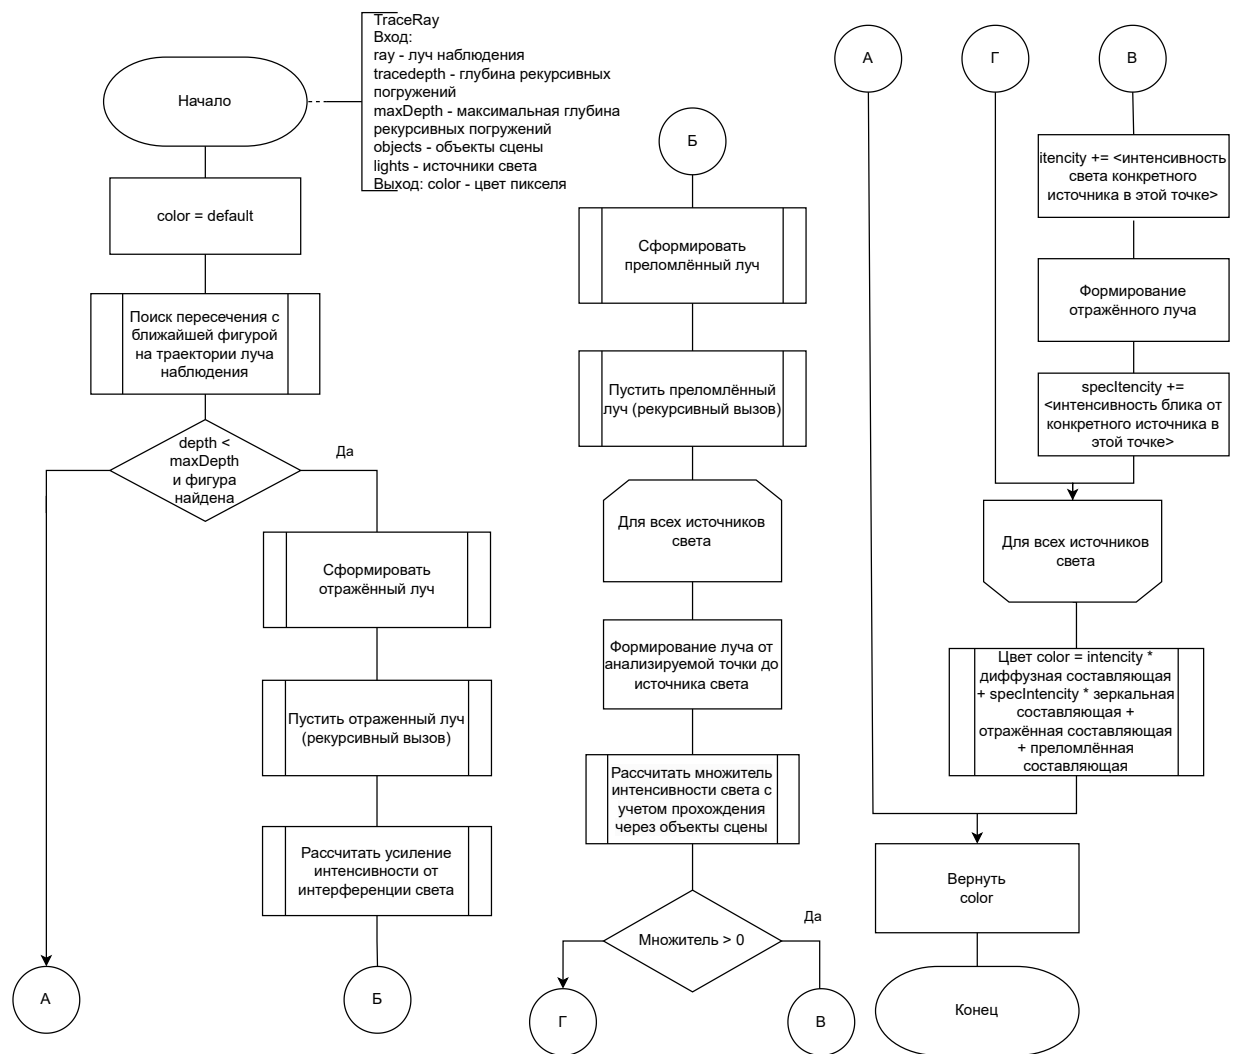 Начало
TraceRay
Вход:
ray - луч наблюдения
tracedepth - глубина рекурсивных
погружений
maxDepth - максимальная глубина
рекурсивных погружений
objects - объекты сцены
lights - источники света
Выход: color - цвет пикселя
color = default
Поиск пересечения с
ближайшей фигурой
на траектории луча
наблюдения
depth <
maxDepth
и фигура
найдена
Да
Сформировать
отражённый луч
Пустить отраженный луч
(рекурсивный вызов)
Рассчитать усиление
интенсивности от
интерференции света
А
Б
Б
Сформировать
преломлённый луч
Пустить преломлённый
луч (рекурсивный вызов)
Для всех источников
света
Формирование луча от
анализируемой точки до
источника света
Рассчитать множитель
интенсивности света с
учетом прохождения
через объекты сцены
Множитель > 0
Да
Г
В
А
Г
В
itencity += <интенсивность
света конкретного
источника в этой точке>
Формирование
отражённого луча
specItencity +=
<интенсивность блика от
конкретного источника в
этой точке>
Для всех источников
света
Цвет color = intencity *
диффузная составляющая
+ specIntencity * зеркальная
составляющая +
отражённая составляющая
+ преломлённая
составляющая
Вернуть
color
Конец